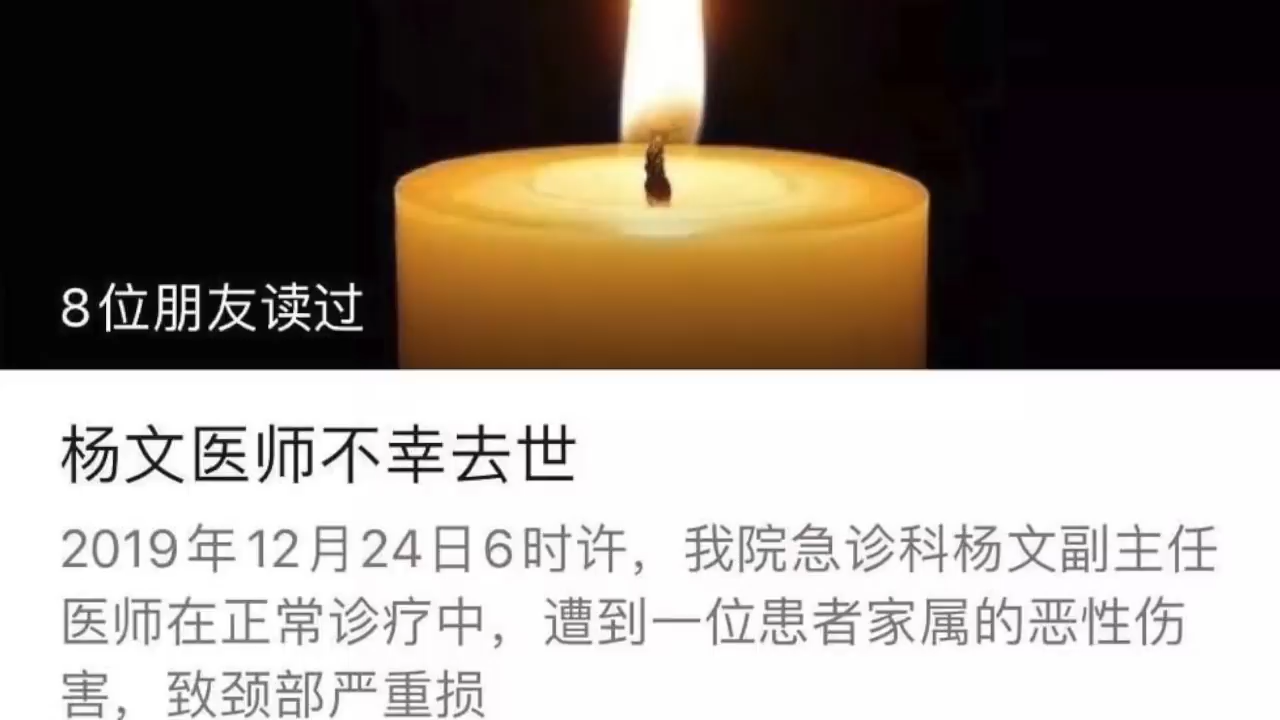 8位朋友读过
杨文医师不幸去世
2019年12月24日6时许，我院急诊科杨文副主任
医师在正常诊疗中，遭到一位患者家属的恶性伤
害，致颈部严重损